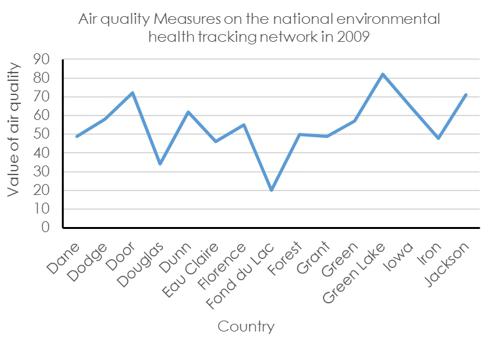 Air quality Measures on the national environmental
health tracking network in 2009
Value of air quality
90
80
70
60
50
40
30
20
10
0
Dane
Dodge
Door
Douglas
Dunn
Eau Claire
Florence
Fond du Lac
Forest
Grant
Green
Green Lake
Iowa
Iron
Jackson
Country